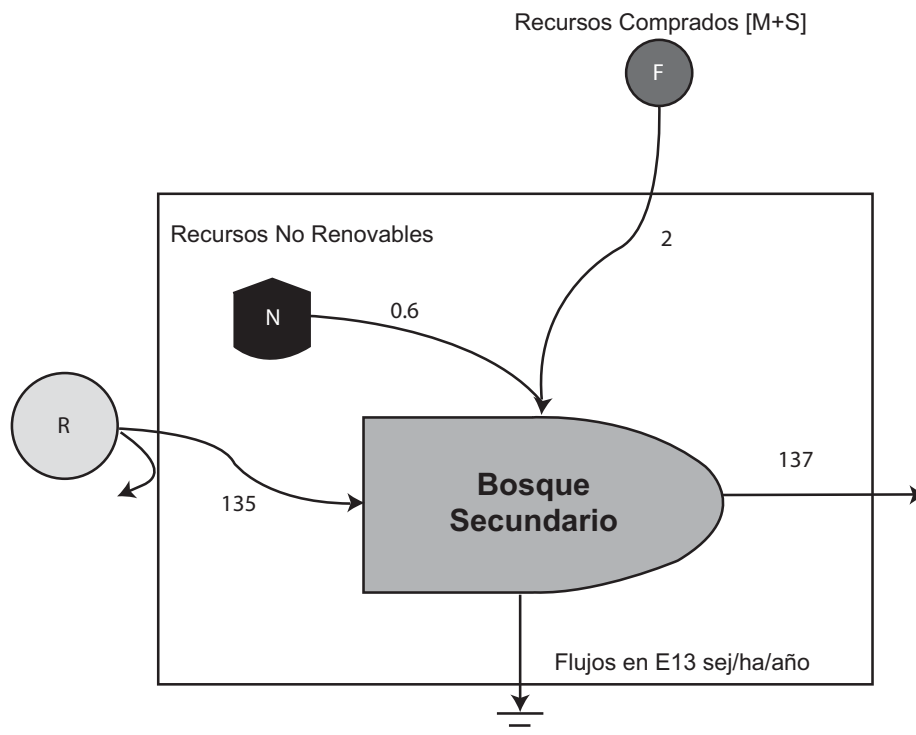 Recursos Comprados [M+S]
F
Recursos No Renovables
2
N
0.6
R
135
Bosque
Secundario
137
Flujos en E13 sej/ha/año